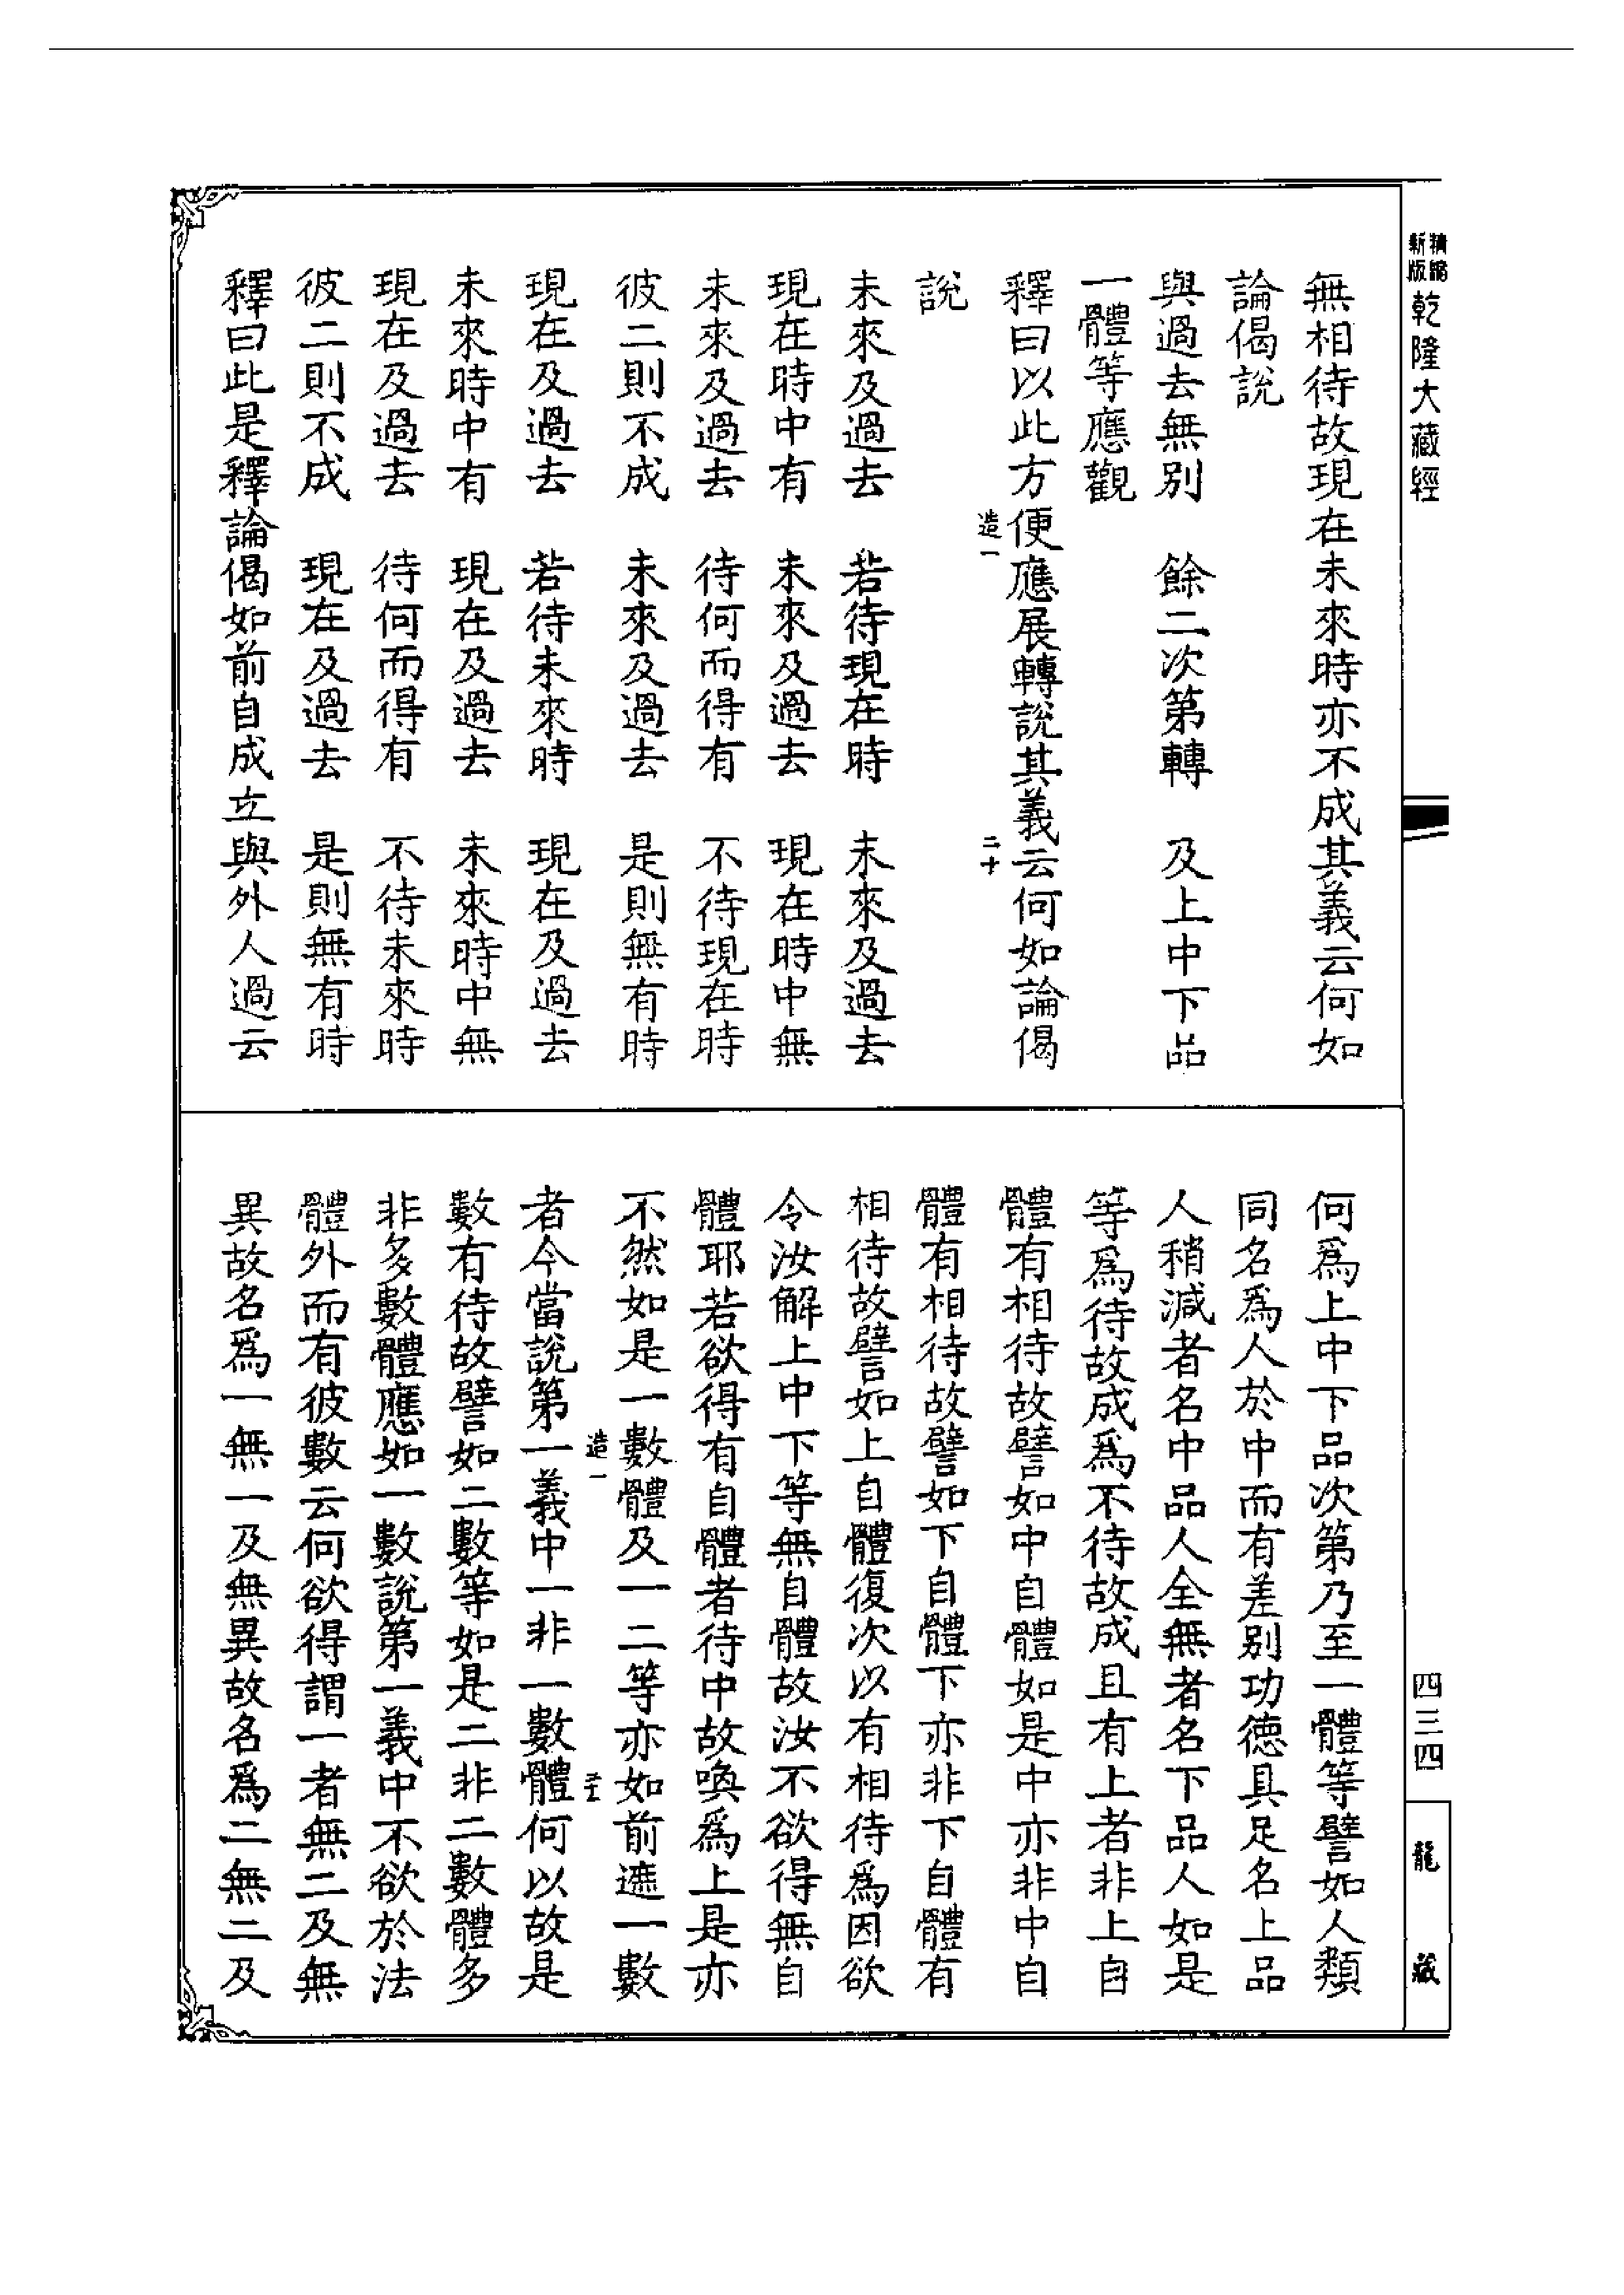 精縮
新版
乾隆大藏經
無相待故現在未來時亦不成其義云何如
論偈說
與過去無別　餘二次第轉　及上中下品
一體等應觀
釋曰以此方便應展轉說其義云何如論偈
造一　二十
說
未來及過去　若待現在時　未來及過去
現在時中有　未來及過去　現在時中無
未來及過去　待何而得有　不待現在時
彼二則不成　未來及過去　是則無有時
現在及過去　若待未來時　現在及過去
未來時中有　現在及過去　未來時中無
現在及過去　待何而得有　不待未來時
彼二則不成　現在及過去　是則無有時
釋曰此是釋論偈如前自成立與外人過云
何爲上中下品次第乃至一體等譬如人類
同名爲人於中而有差別功德具足名上品
人稍減者名中品人全無者名下品人如是
等爲待故成爲不待故成且有上者非上自
體有相待故譬如中自體如是中亦非中自
體有相待故譬如下自體下亦非下自體有
相待故譬如上自體復次以有相待爲因欲
令汝解上中下等無自體故汝不欲得無自
體耶若欲得有自體者待中故喚爲上是亦
不然如是一數體及一二等亦如前遮一數
造一
者今當說第一義中一非一數體何以故是
數有待故譬如二數等如是二非二數體多
非多數體應如一數說第一義中不欲於法
體外而有彼數云何欲得謂一者無二及無
異故名爲一無一及無異故名爲二無二及
四三四
龍藏